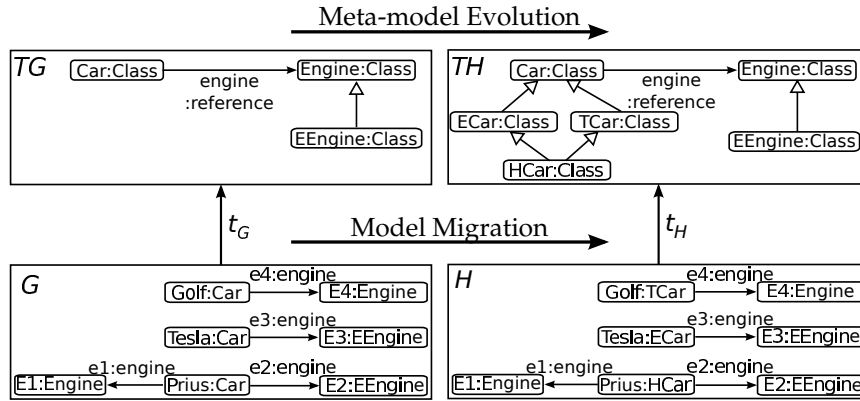 Meta-model Evolution
TG Car:Class Engine:Class
engine
:reference
EEngine:Class
TH Car:Class Engine:Class
engine
:reference
ECar:Class TCar:Class
EEngine:Class
HCar:Class
tG
Model Migration
tH
G
e4:engine
Golf:Car E4:Engine
e3:engine
Tesla:Car E3:EEngine
e1:engine e2:engine
E1:Engine Prius:Car E2:EEngine
H
e4:engine
Golf:TCar E4:Engine
e3:engine
Tesla:ECar E3:EEngine
e1:engine e2:engine
E1:Engine Prius:HCar E2:EEngine